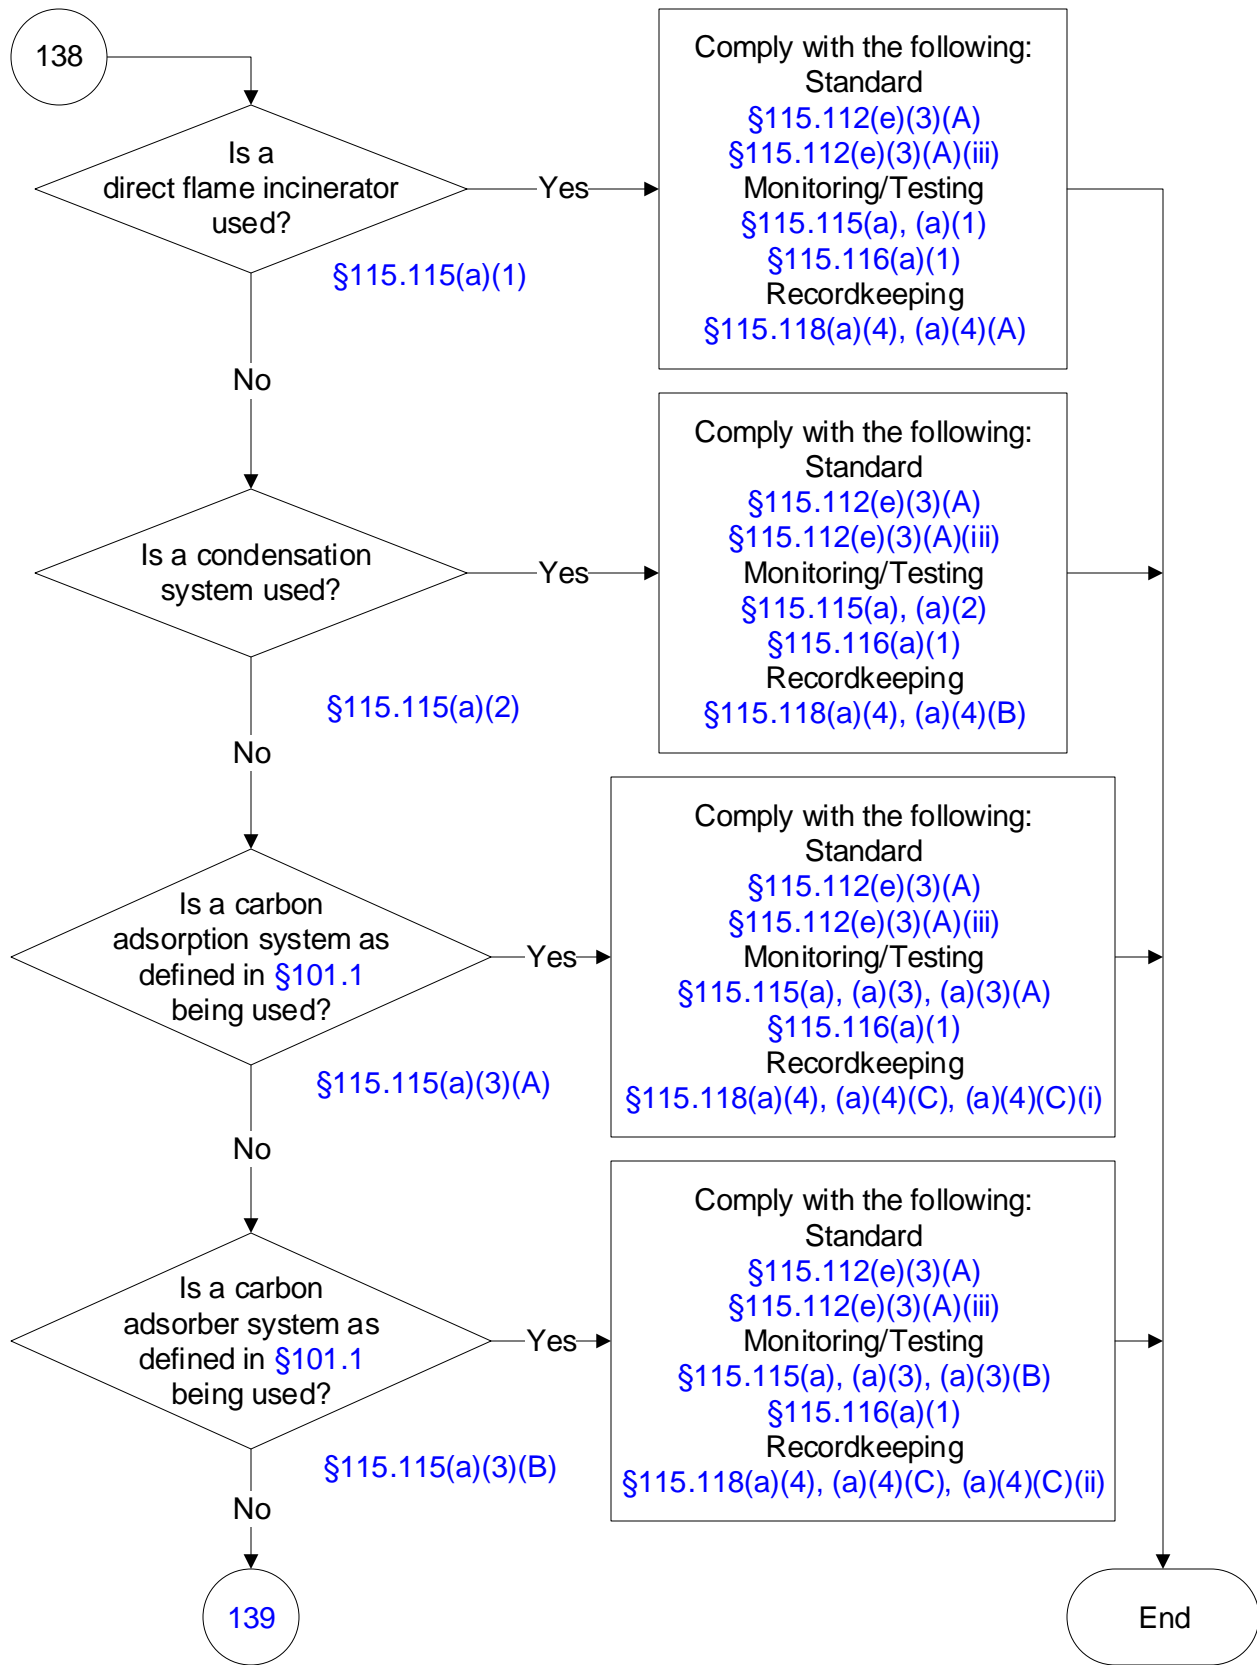 138
Is a
direct flame incinerator
used?
Yes
§115.115(a)(1)
No
Comply with the following:
Standard
§115.112(e)(3)(A)
§115.112(e)(3)(A)(iii)
Monitoring/Testing
§115.115(a), (a)(1)
§115.116(a)(1)
Recordkeeping
§115.118(a)(4), (a)(4)(A)
Is a condensation
system used?
Yes
§115.115(a)(2)
No
Comply with the following:
Standard
§115.112(e)(3)(A)
§115.112(e)(3)(A)(iii)
Monitoring/Testing
§115.115(a), (a)(2)
§115.116(a)(1)
Recordkeeping
§115.118(a)(4), (a)(4)(B)
Is a carbon
adsorption system as
defined in §101.1
being used?
Yes
§115.115(a)(3)(A)
No
Comply with the following:
Standard
§115.112(e)(3)(A)
§115.112(e)(3)(A)(iii)
Monitoring/Testing
§115.115(a), (a)(3), (a)(3)(A)
§115.116(a)(1)
Recordkeeping
§115.118(a)(4), (a)(4)(C), (a)(4)(C)(i)
Is a carbon
adsorber system as
defined in §101.1
being used?
Yes
§115.115(a)(3)(B)
No
Comply with the following:
Standard
§115.112(e)(3)(A)
§115.112(e)(3)(A)(iii)
Monitoring/Testing
§115.115(a), (a)(3), (a)(3)(B)
§115.116(a)(1)
Recordkeeping
§115.118(a)(4), (a)(4)(C), (a)(4)(C)(ii)
139
End